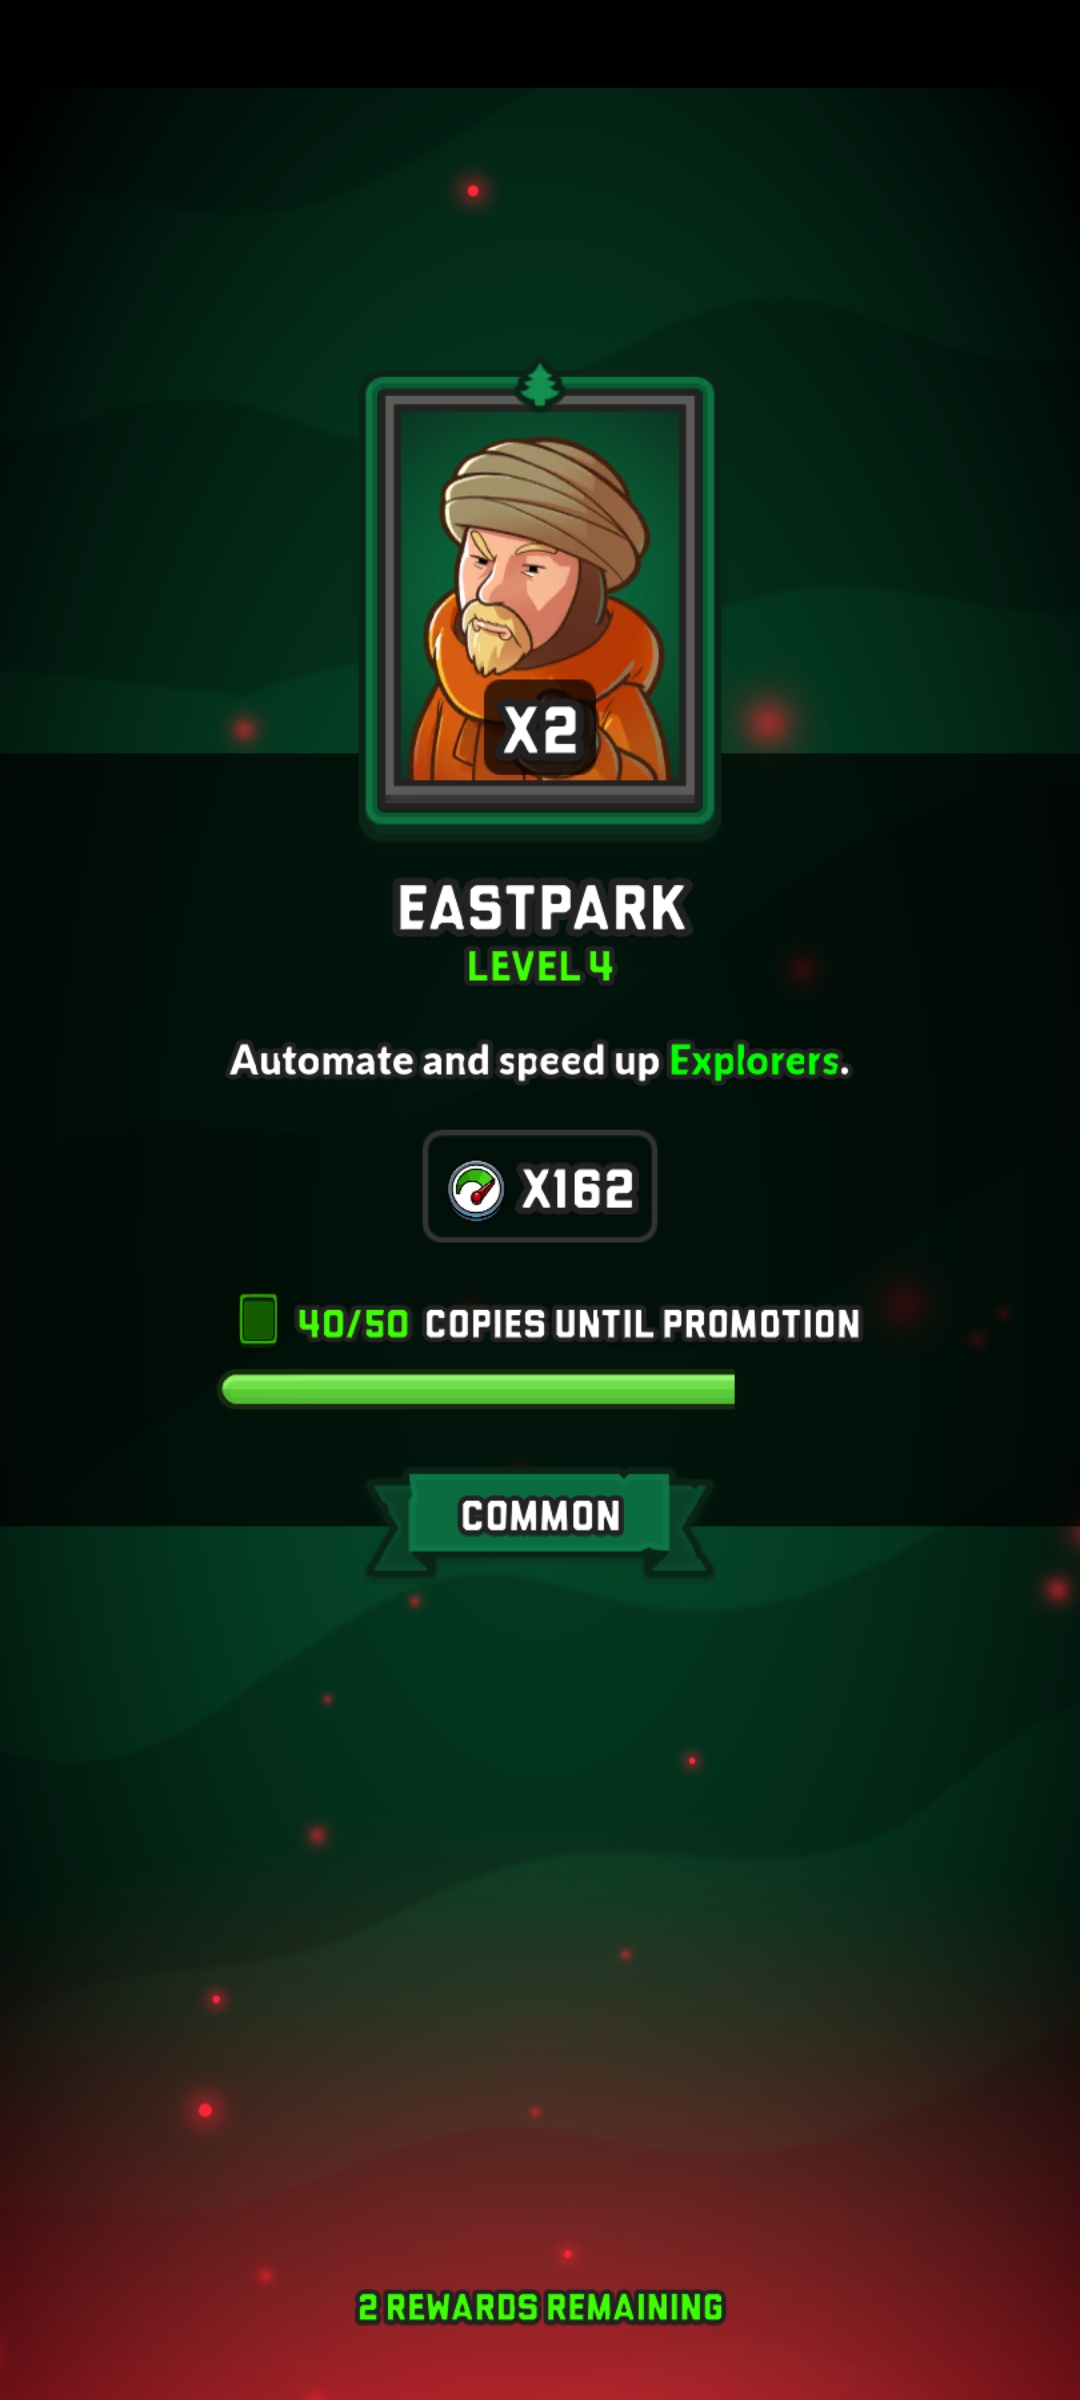 X2
EASTPARK
LEVEL 4
Automate and speed up Explorers.
X162
40/50 COPIES UNTIL PROMOTION
COMMON
2 REWARDS REMAINING